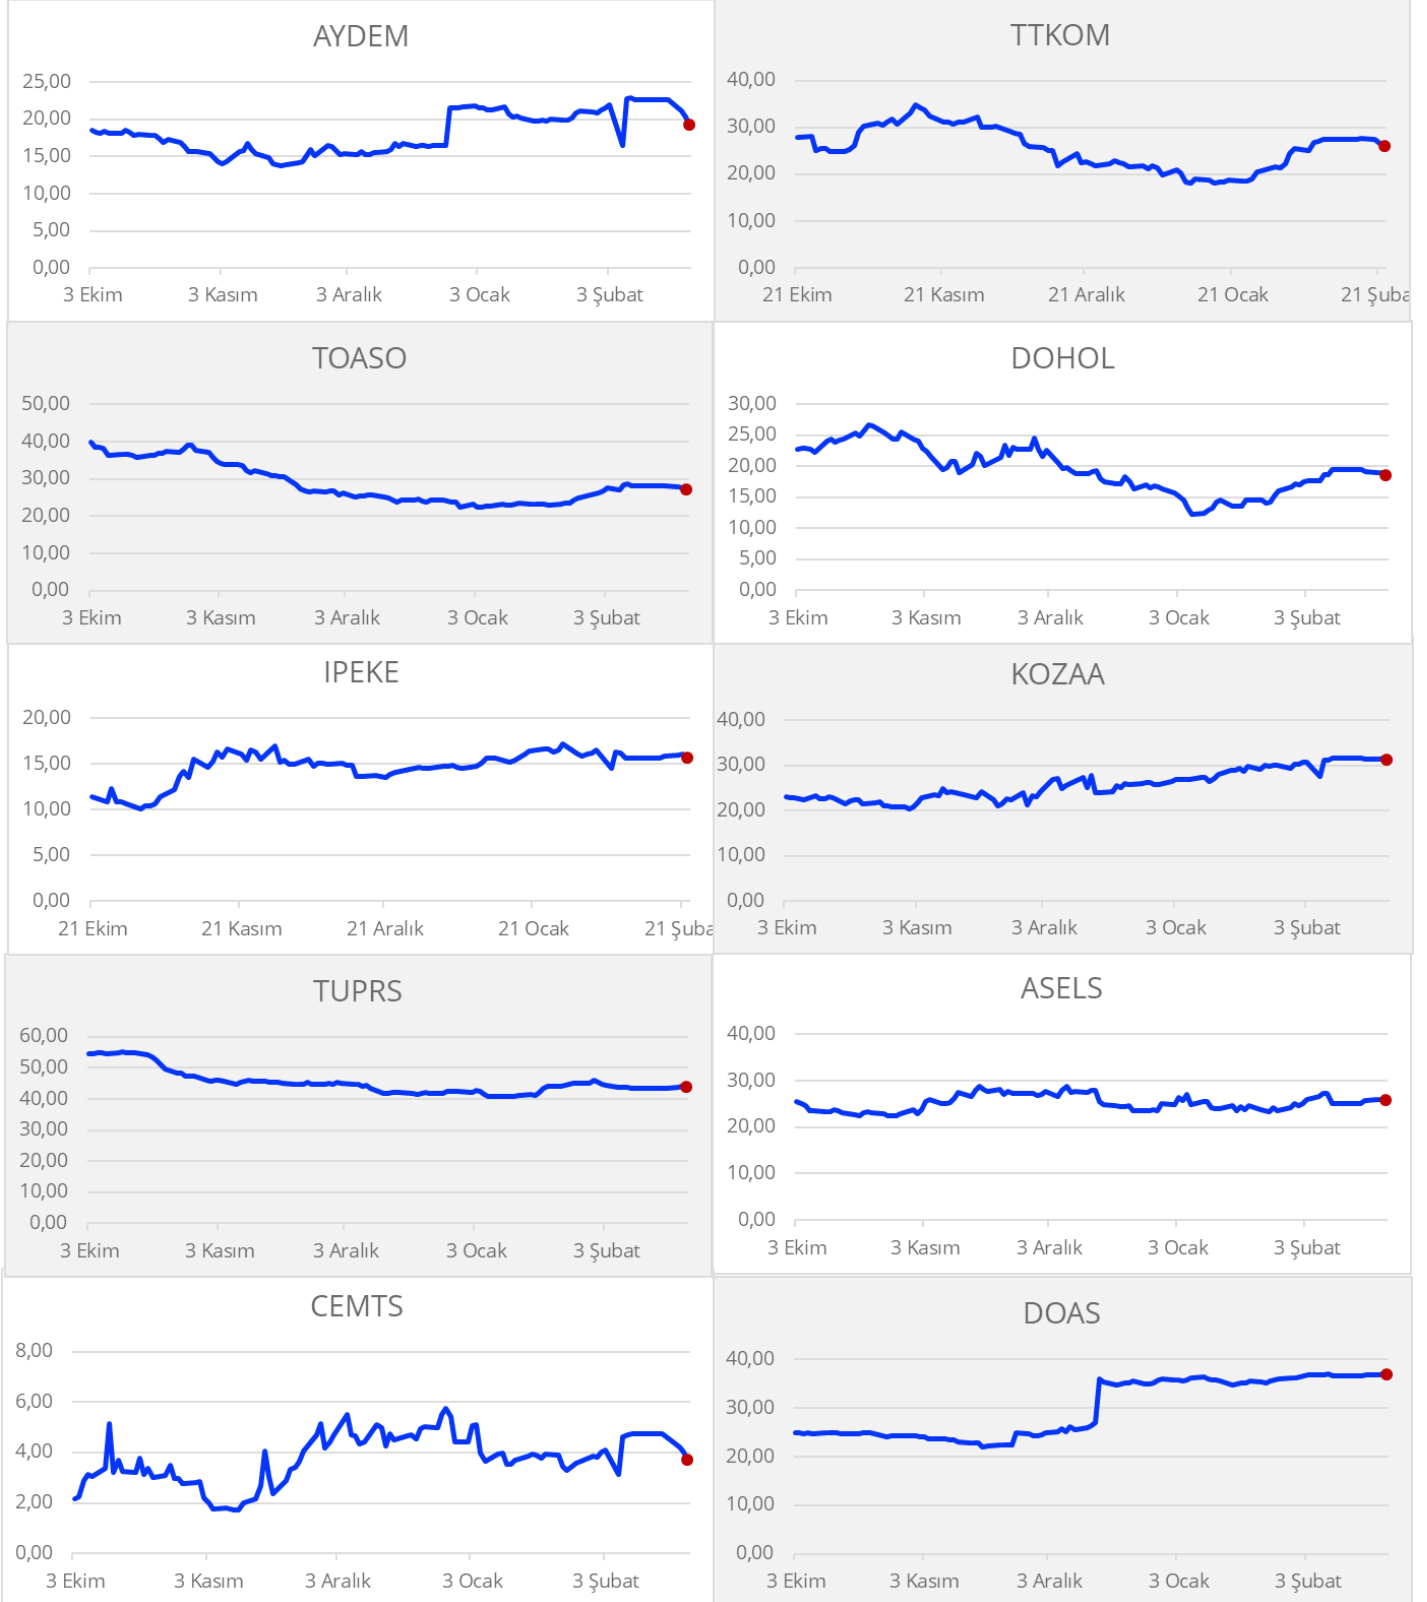 AYDEM
25,00
20,00
15,00
10,00
5,00
0,00
3 Ekim 3 Kasım 3 Aralık 3 Ocak 3 Şubat
TTKOM
40,00
30,00
20,00
10,00
0,00
21 Ekim 21 Kasım 21 Aralık 21 Ocak 21 Şuba
TOASO
50,00
40,00
30,00
20,00
10,00
0,00
3 Ekim 3 Kasım 3 Aralık 3 Ocak 3 Şubat
DOHOL
30,00
25,00
20,00
15,00
10,00
5,00
0,00
3 Ekim 3 Kasım 3 Aralık 3 Ocak 3 Şubat
IPEKE
20,00
15,00
10,00
5,00
0,00
21 Ekim 21 Kasım 21 Aralık 21 Ocak 21 Şuba
KOZAA
40,00
30,00
20,00
10,00
0,00
3 Ekim 3 Kasım 3 Aralık 3 Ocak 3 Şubat
TUPRS
60,00
50,00
40,00
30,00
20,00
10,00
0,00
3 Ekim 3 Kasım 3 Aralık 3 Ocak 3 Şubat
ASELS
40,00
30,00
20,00
10,00
0,00
3 Ekim 3 Kasım 3 Aralık 3 Ocak 3 Şubat
CEMTS
8,00
6,00
4,00
2,00
0,00
3 Ekim 3 Kasım 3 Aralık 3 Ocak 3 Şubat
DOAS
40,00
30,00
20,00
10,00
0,00
3 Ekim 3 Kasım 3 Aralık 3 Ocak 3 Şubat